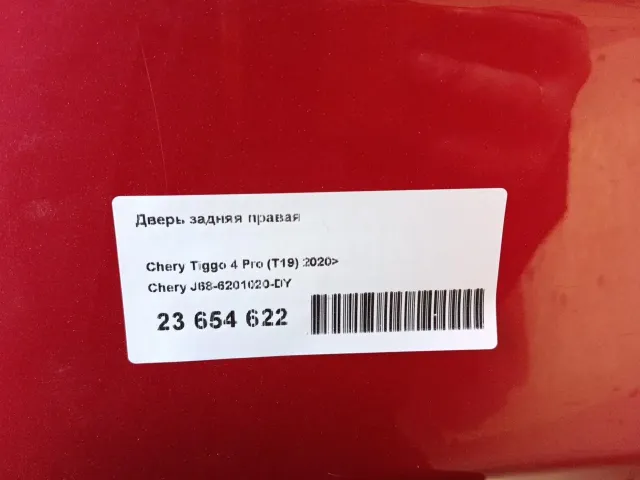 Дверь задняя правая
Chery Tiggo 4 Pro (T19) 2020>
Chery J68-6201020-DY
23 654 622